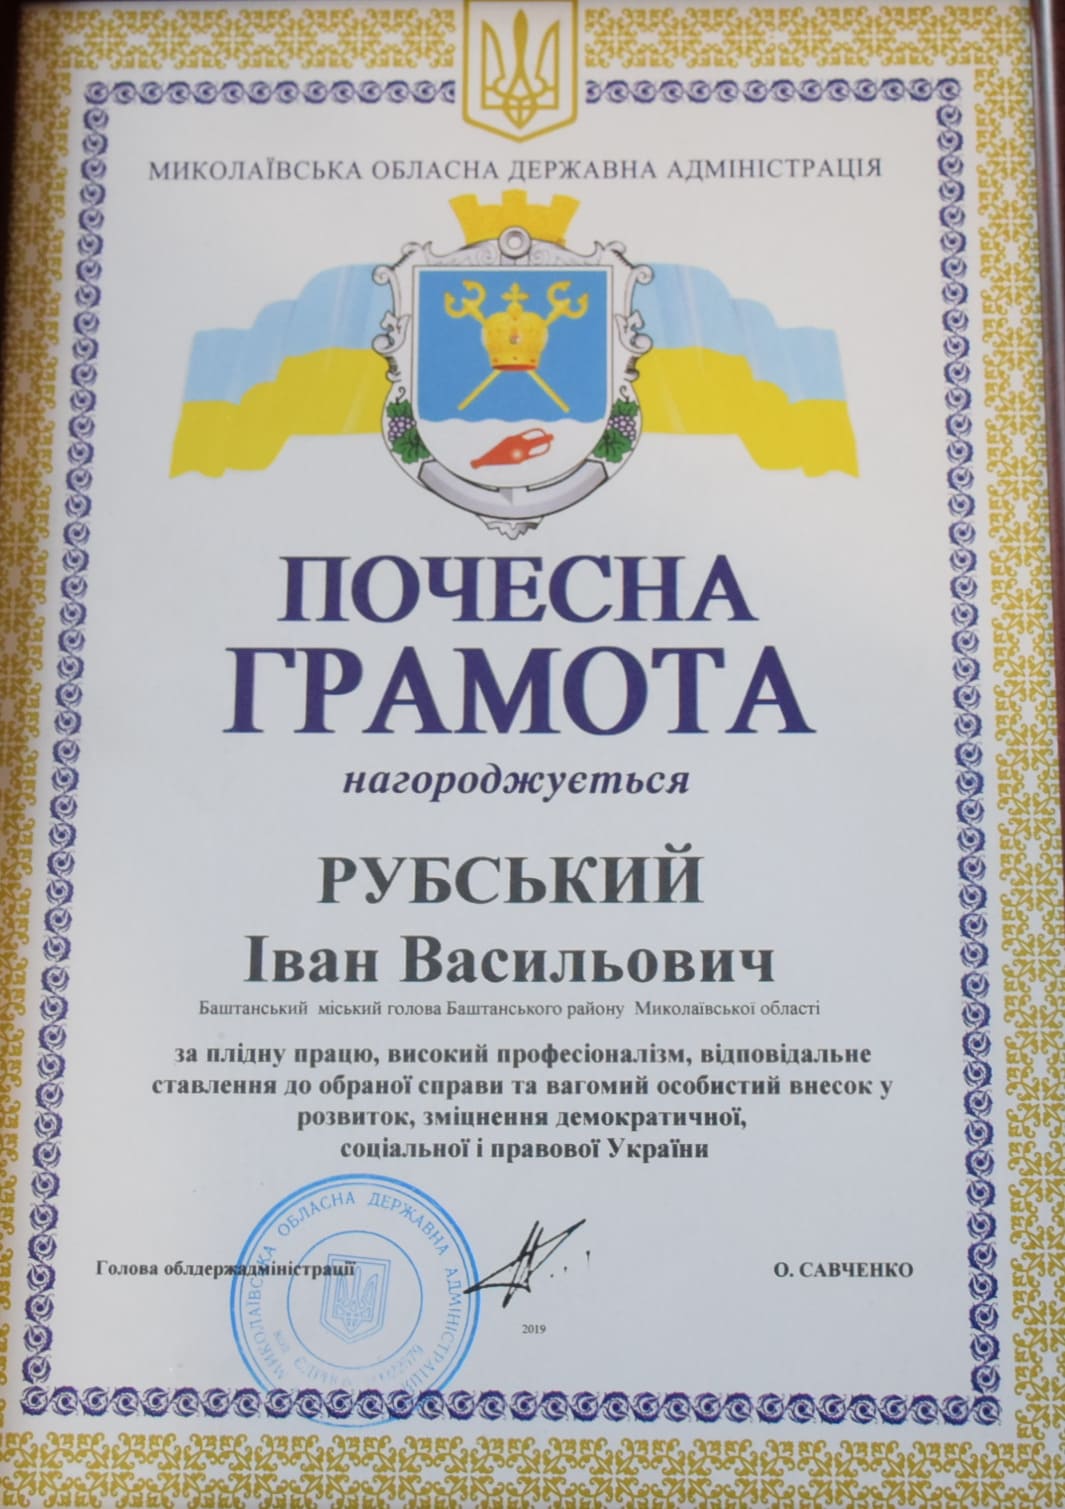 МИКОЛАЇВСЬКА ОБЛАСНА ДЕРЖАВНА АДМІНІСТРАЦІЯ
ПОЧЕСНА
ГРАМОТА
нагороджується
РУБСЬКИЙ
Іван Васильович
Баштанський міський голова Баштанського району Миколаївської області
за плідну працю, високий професіоналізм, відповідальне
ставлення до обраної справи та вагомий особистий внесок у
розвиток, зміцнення демократичної,
соціальної і правової України
Голова облдержадміністрації
О. САВЧЕНКО
2019
МИКОЛАЇВСЬКА ОБЛАСНА ДЕРЖАВНА АДМІНІСТРАЦІЯ